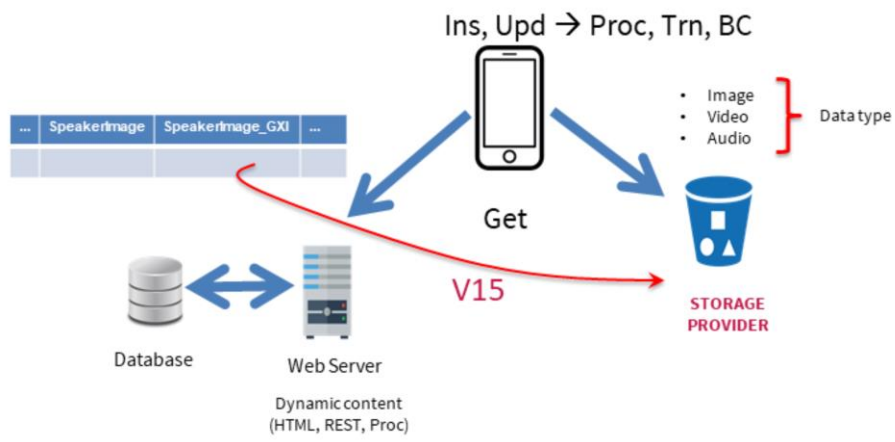 Ins, Upd → Proc, Trn, BC
• Image
• Video
• Audio
Data type
... SpeakerImage SpeakerImage_GXI ...
Get
V15
STORAGE
PROVIDER
Database
Web Server
Dynamic content
(HTML, REST, Proc)